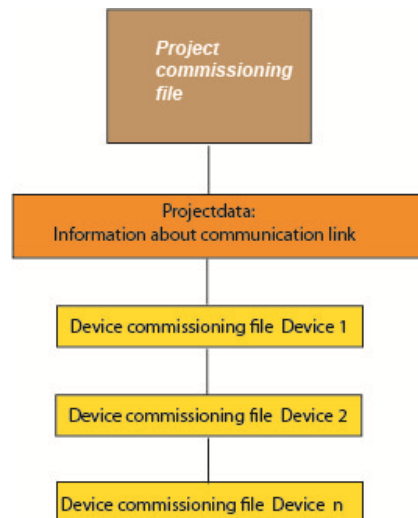 Project
commissioning
file
Projectdata:
Information about communication link
Device commissioning file Device 1
Device commissioning file Device 2
Device commissioning file Device n